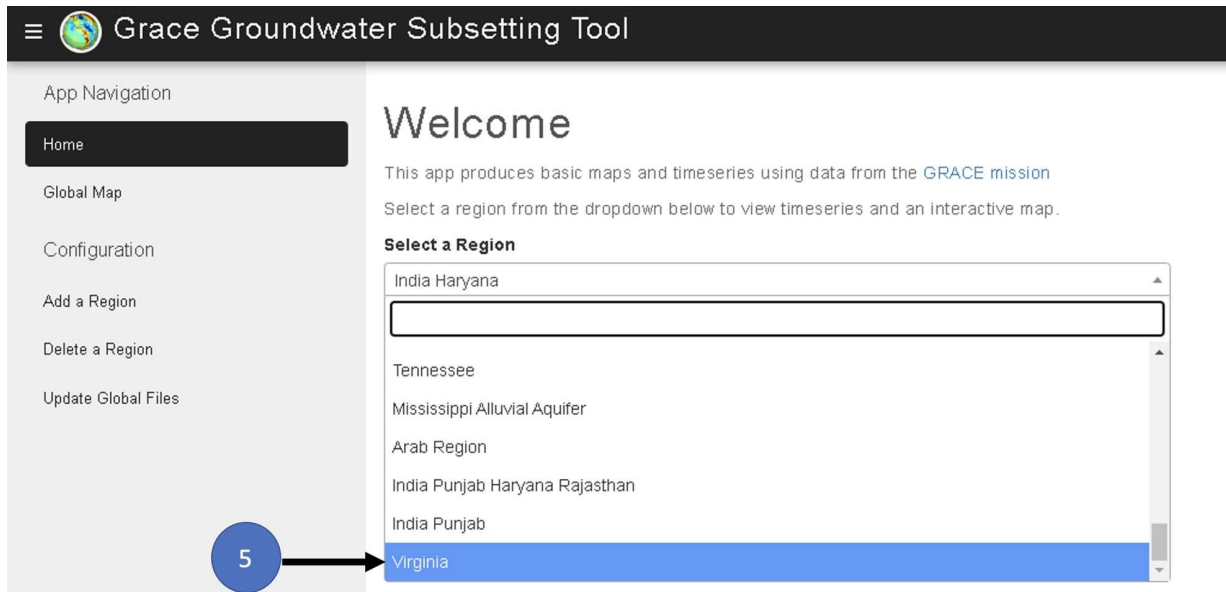 ≡ Grace Groundwater Subsetting Tool
App Navigation
Home
Global Map
Configuration
Add a Region
Delete a Region
Update Global Files
Welcome
This app produces basic maps and timeseries using data from the GRACE mission
Select a region from the dropdown below to view timeseries and an interactive map.
Select a Region
India Haryana
Tennessee
Mississippi Alluvial Aquifer
Arab Region
India Punjab Haryana Rajasthan
India Punjab
5
Virginia